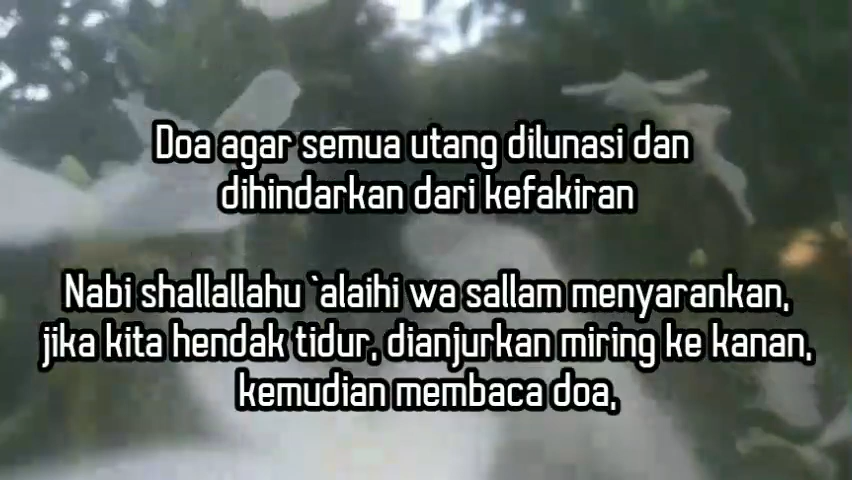 Doa agar semua utang dilunasi dan
dihindarkan dari kefakiran
Nabi shallallahu `alaihi wa sallam menyarankan,
jika kita hendak tidur, dianjurkan miring ke kanan,
kemudian membaca doa,